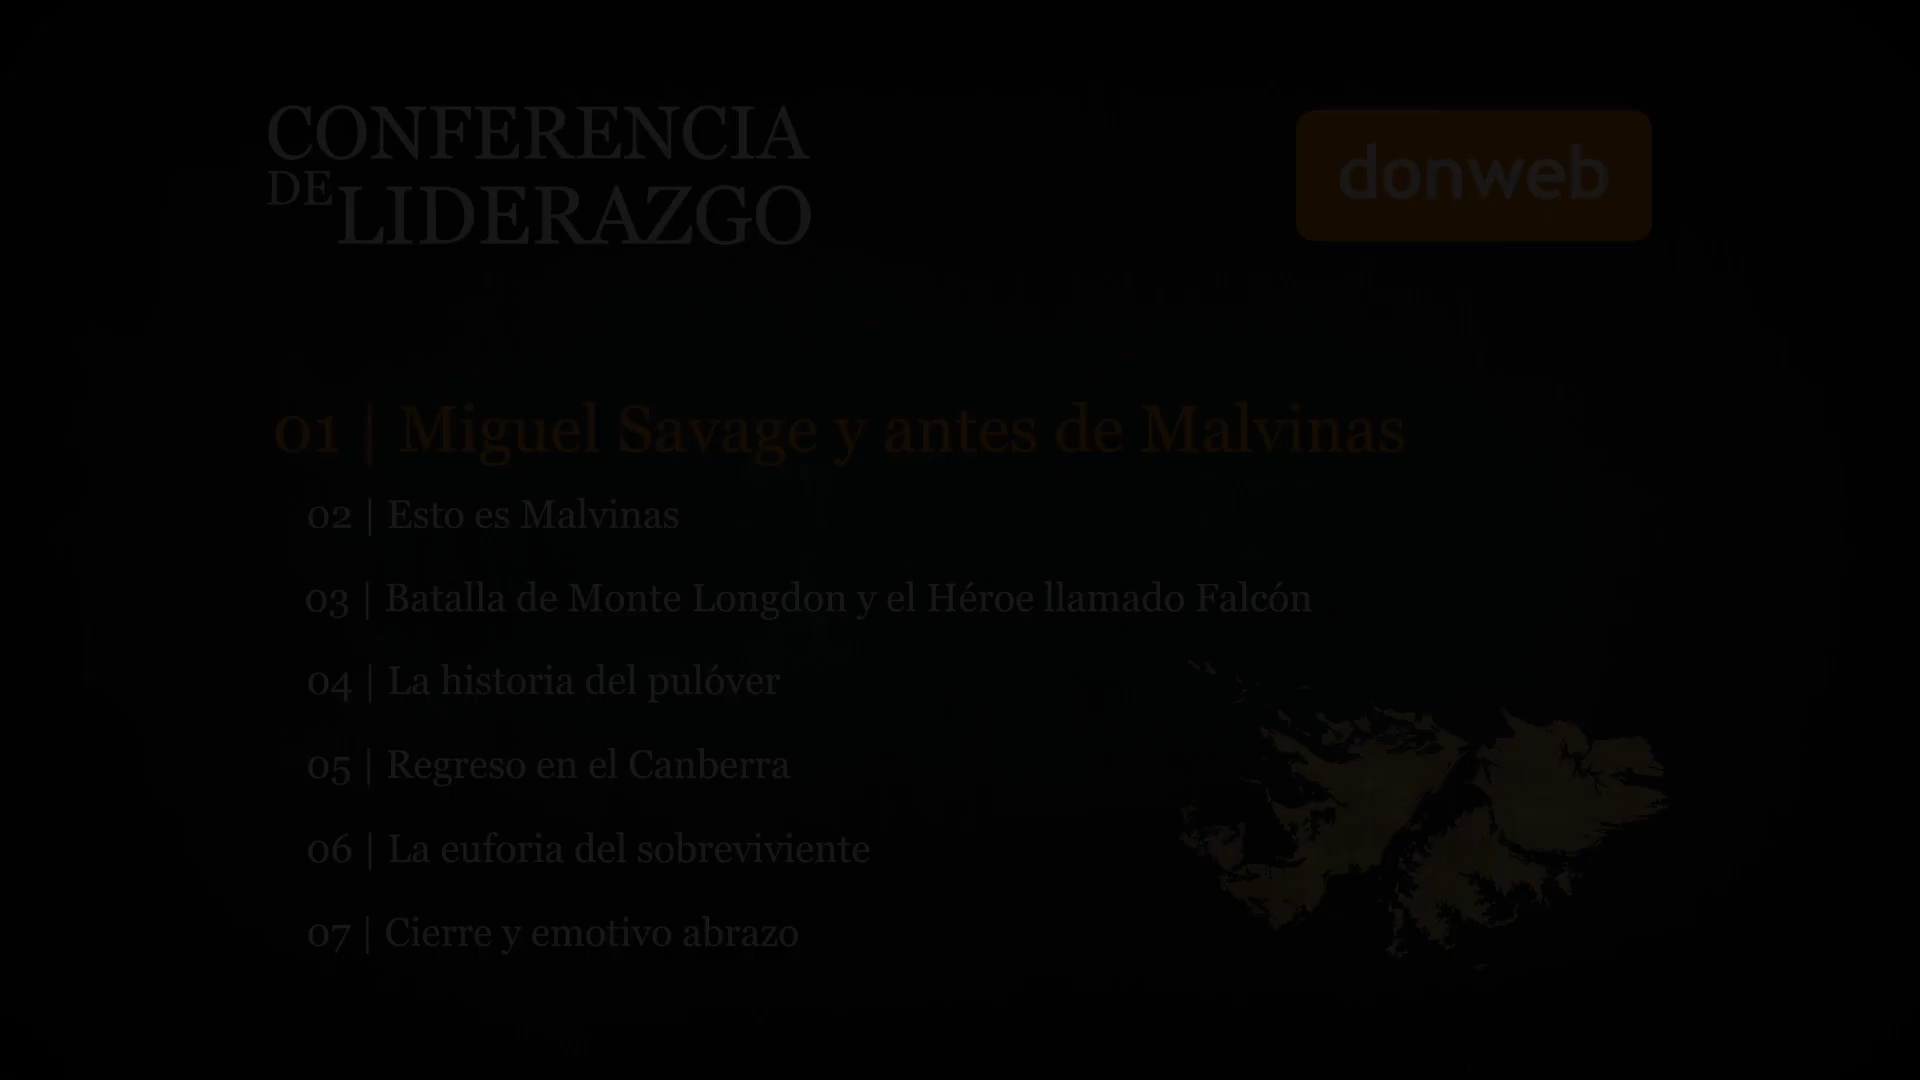 CONFERENCIA
DE LIDERAZGO
donweb
01 | Miguel Savage y antes de Malvinas
02 | Esto es Malvinas
03 | Batalla de Monte Longdon y el Héroe llamado Falcón
04 | La historia del pulóver
05 | Regreso en el Canberra
06 | La euforia del sobreviviente
07 | Cierre y emotivo abrazo